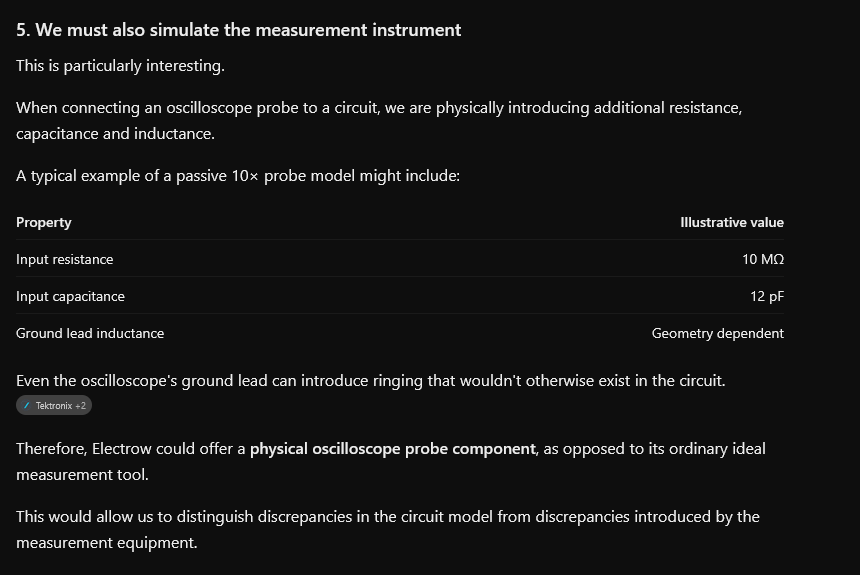 5. We must also simulate the measurement instrument
This is particularly interesting.
When connecting an oscilloscope probe to a circuit, we are physically introducing additional resistance,
capacitance and inductance.
A typical example of a passive 10× probe model might include:
Property Illustrative value
Input resistance 10 MΩ
Input capacitance 12 pF
Ground lead inductance Geometry dependent
Even the oscilloscope's ground lead can introduce ringing that wouldn't otherwise exist in the circuit.
Tektronix +2
Therefore, Electrow could offer a physical oscilloscope probe component, as opposed to its ordinary ideal
measurement tool.
This would allow us to distinguish discrepancies in the circuit model from discrepancies introduced by the
measurement equipment.